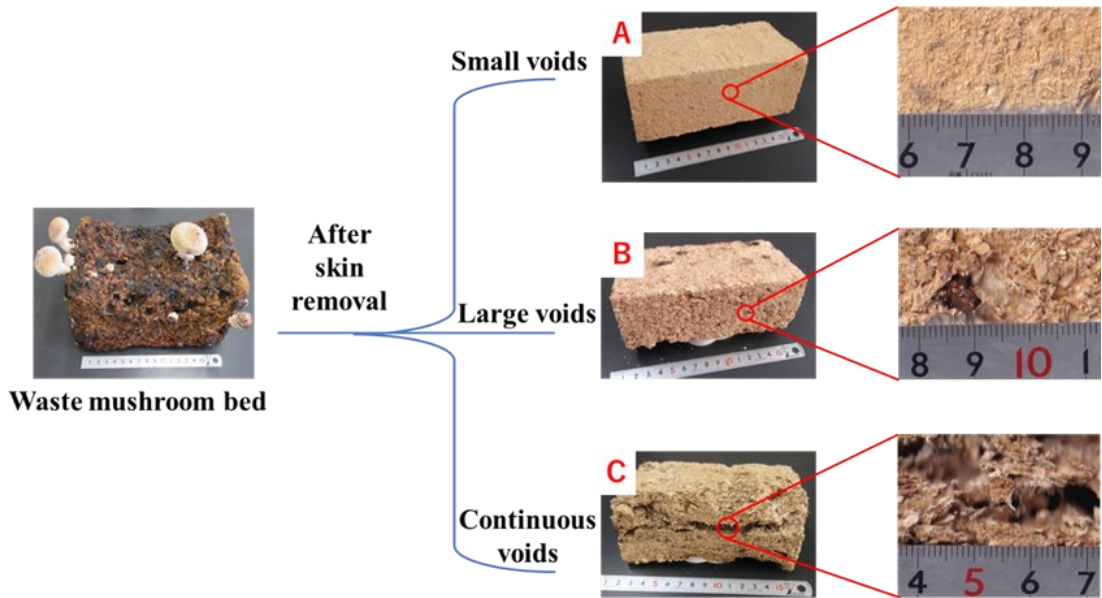 Small voids
A
6 7 8 9
Waste mushroom bed
After
skin
removal
Large voids
B
8 9 10 1
Continuous
voids
C
4 5 6 7